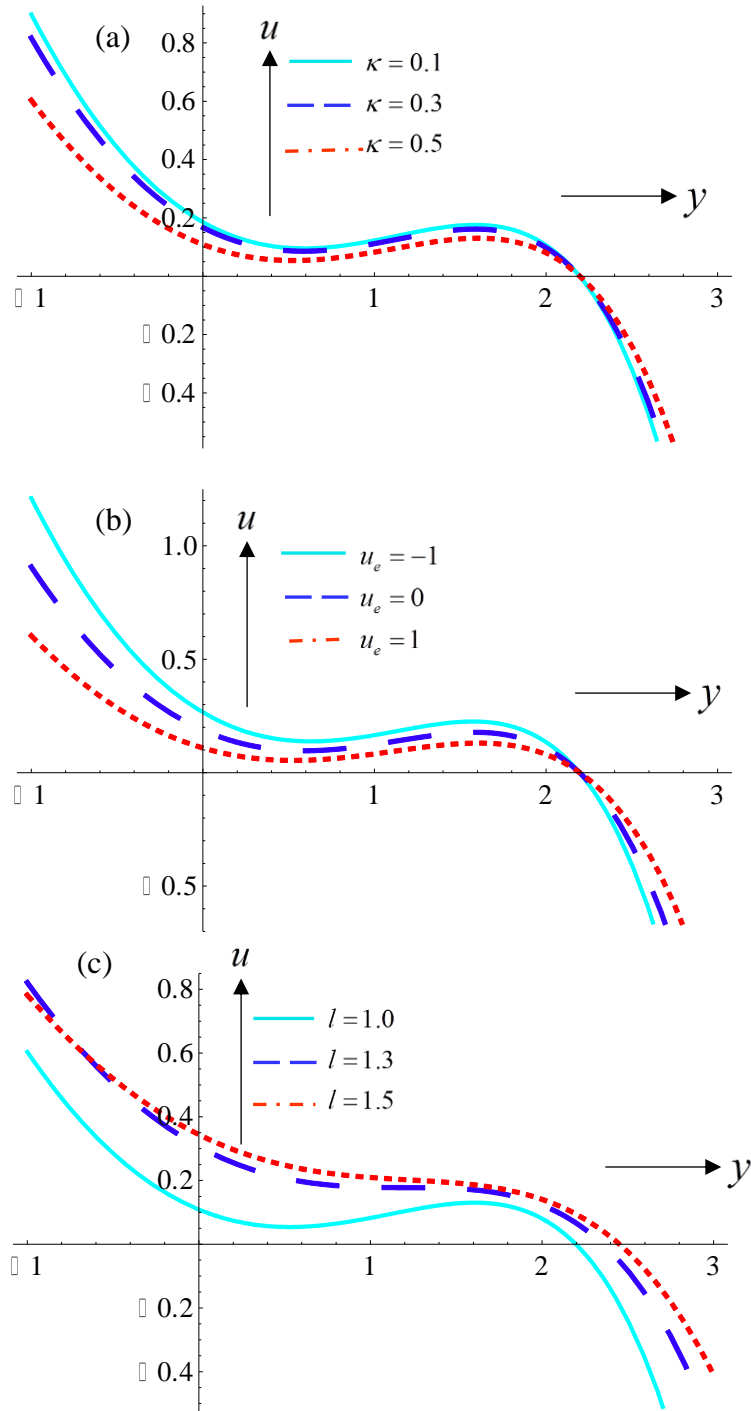 (a)
u
0.8
κ = 0.1
0.6
κ = 0.3
0.4
κ = 0.5
0.2
y
▯ 1
1
2
3
▯ 0.2
▯ 0.4
(b)
u
1.0
u_e = −1
u_e = 0
0.5
u_e = 1
y
▯ 1
1
2
3
▯ 0.5
(c)
u
0.8
l = 1.0
0.6
l = 1.3
0.4
l = 1.5
0.2
y
▯ 1
1
2
3
▯ 0.2
▯ 0.4